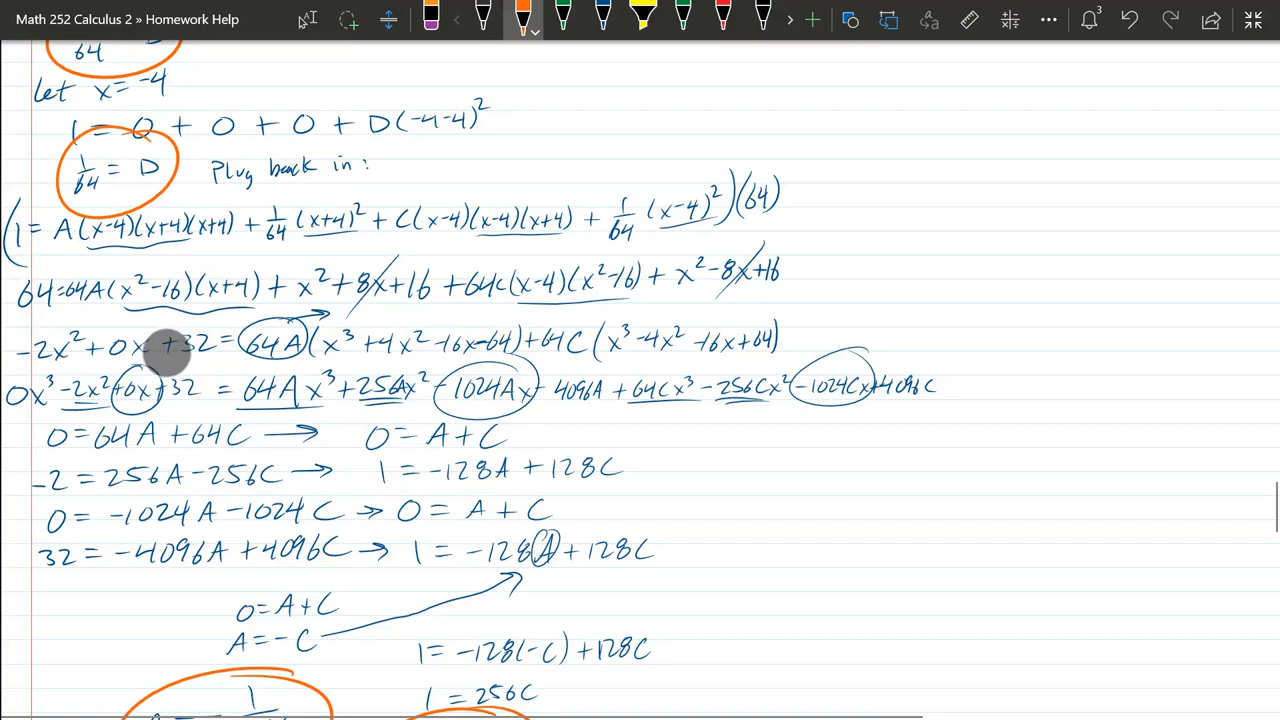 Math 252 Calculus 2 » Homework Help
3
64
let x = -4
1 = 0 + 0 + 0 + D(-4-4)²
1/64 = D Plug back in:
(1 = A(x-4)(x+4)(x+4) + 1/64 (x+4)² + C(x-4)(x-4)(x+4) + 1/64 (x-4)²)(64)
64 = 64A(x²-16)(x+4) + x² + 8x + 16 + 64C(x-4)(x²-16) + x² - 8x + 16
-2x² + 0x + 32 = 64A(x³ + 4x² - 16x - 64) + 64C(x³ - 4x² - 16x + 64)
0x³ - 2x² + 0x + 32 = 64Ax³ + 256Ax² - 1024Ax - 4096A + 64Cx³ - 256Cx² - 1024Cx + 4096C
0 = 64A + 64C → 0 = A + C
-2 = 256A - 256C → 1 = -128A + 128C
0 = -1024A - 1024C → 0 = A + C
32 = -4096A + 4096C → 1 = -128A + 128C
0 = A + C
A = -C
1 = -128(-C) + 128C
1 = 256C
1